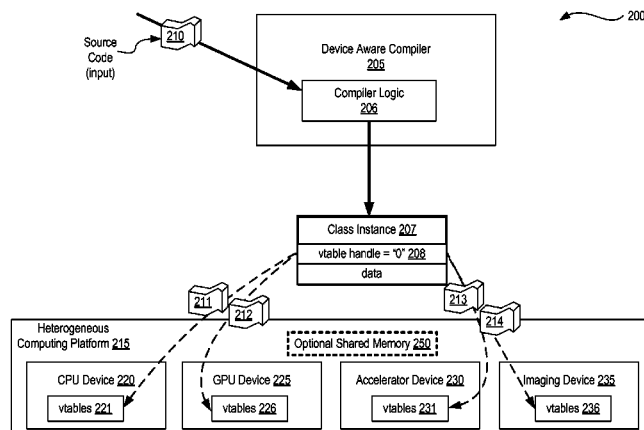 200
210
Source
Code
(input)
Device Aware Compiler
205
Compiler Logic
206
Class Instance 207
vtable handle = "0" 208
data
211
212
213
214
Heterogeneous
Computing Platform 215
Optional Shared Memory 250
CPU Device 220
vtables 221
GPU Device 225
vtables 226
Accelerator Device 230
vtables 231
Imaging Device 235
vtables 236